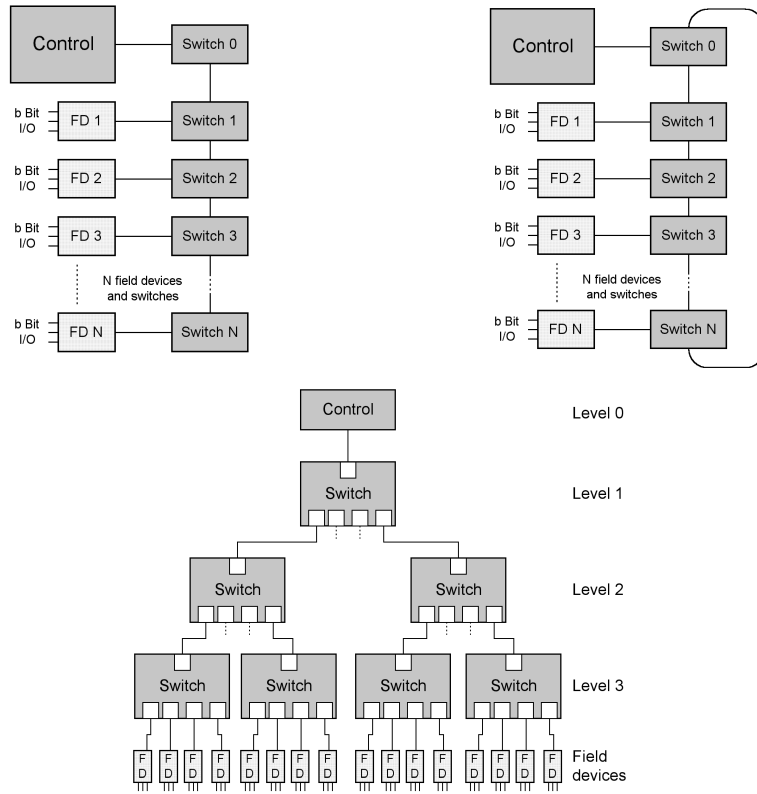 Control
Switch 0
b Bit
I/O
FD 1
Switch 1
b Bit
I/O
FD 2
Switch 2
b Bit
I/O
FD 3
Switch 3
N field devices
and switches
b Bit
I/O
FD N
Switch N
Control
Switch 0
b Bit
I/O
FD 1
Switch 1
b Bit
I/O
FD 2
Switch 2
b Bit
I/O
FD 3
Switch 3
N field devices
and switches
b Bit
I/O
FD N
Switch N
Control
Level 0
Switch
Level 1
Switch
Switch
Level 2
Switch
Switch
Switch
Switch
Level 3
F
D
F
D
F
D
F
D
F
D
F
D
F
D
F
D
F
D
F
D
F
D
F
D
F
D
F
D
F
D
F
D
Field
devices